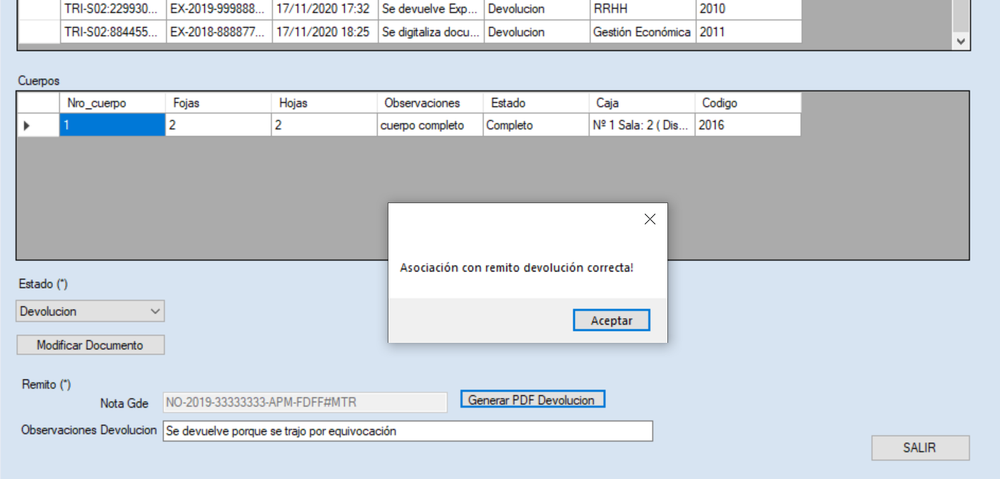 TRI-S02:229930... EX-2019-999888... 17/11/2020 17:32 Se devuelve Exp... Devolucion RRHH 2010
TRI-S02:884455... EX-2018-888877... 17/11/2020 18:25 Se digitaliza docu... Devolucion Gestión Económica 2011
Cuerpos
Nro_cuerpo Fojas Hojas Observaciones Estado Caja Codigo
1 2 2 cuerpo completo Completo Nº 1 Sala: 2 ( Dis... 2016
Asociación con remito devolución correcta!
Aceptar
Estado (*)
Devolucion
Modificar Documento
Remito (*)
Nota Gde NO-2019-33333333-APM-FDFF#MTR Generar PDF Devolucion
Observaciones Devolucion Se devuelve porque se trajo por equivocación
SALIR